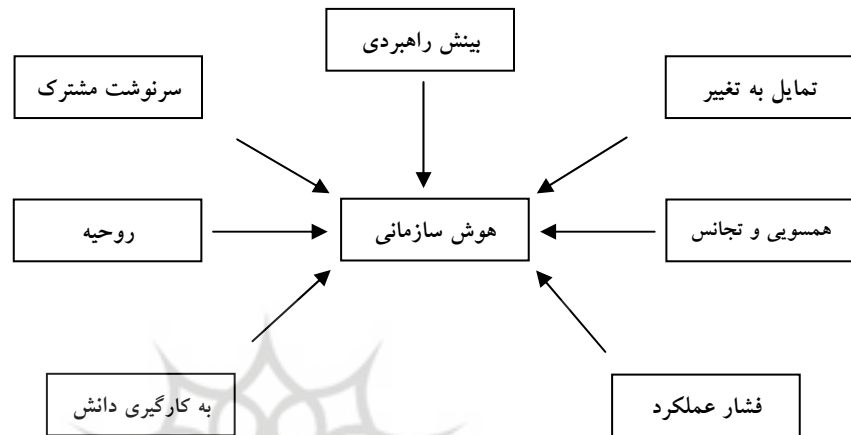 بینش راهبردی
تمایل به تغییر
سرنوشت مشترک
همسویی و تجانس
هوش سازمانی
روحیه
فشار عملکرد
به کارگیری دانش